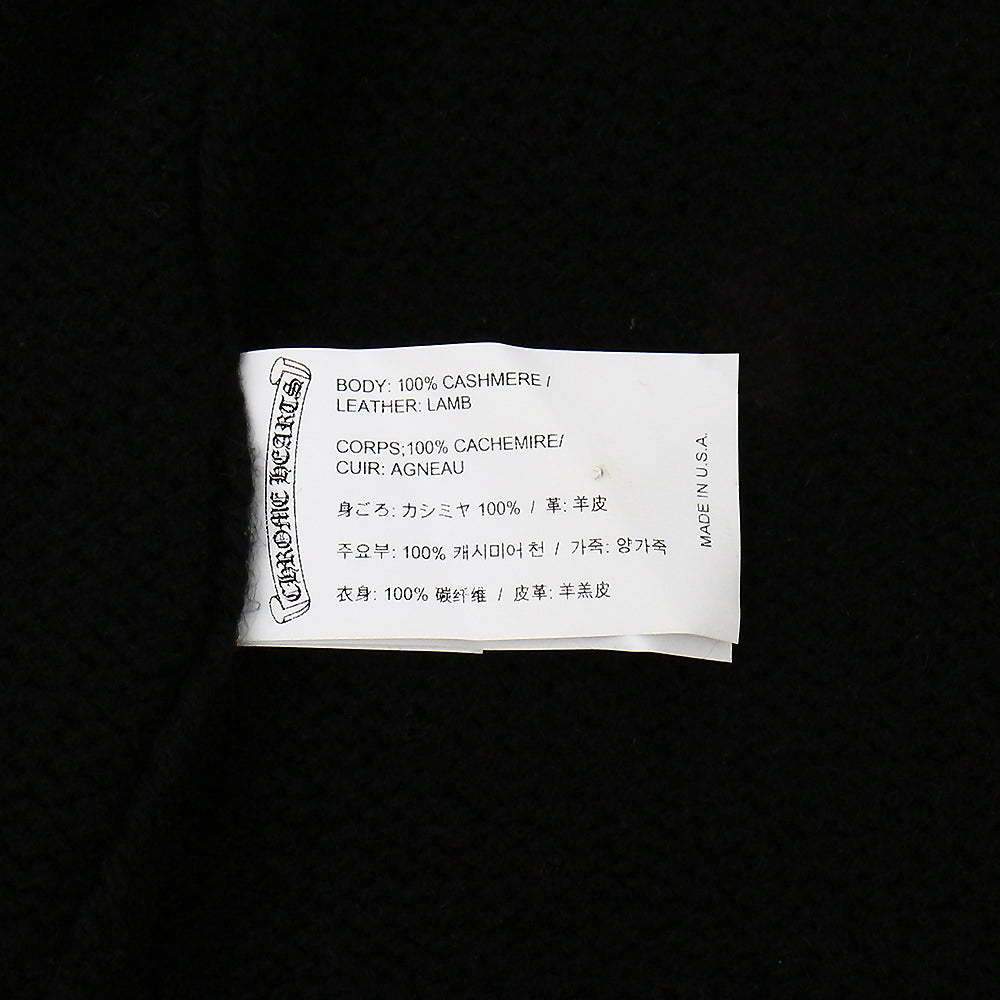 CHROME HEARTS
BODY: 100% CASHMERE /
LEATHER: LAMB
CORPS;100% CACHEMIRE/
CUIR: AGNEAU
身ごろ: カシミヤ 100% / 革: 羊皮
주요부: 100% 캐시미어 천 / 가죽: 양가죽
衣身: 100% 碳纤维 / 皮革: 羊羔皮
MADE IN U.S.A.